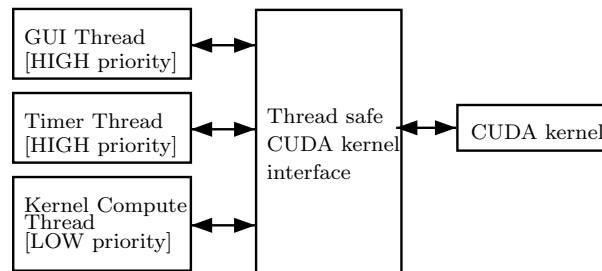 GUI Thread
[HIGH priority]
Timer Thread
[HIGH priority]
Kernel Compute
Thread
[LOW priority]
Thread safe
CUDA kernel
interface
CUDA kernel